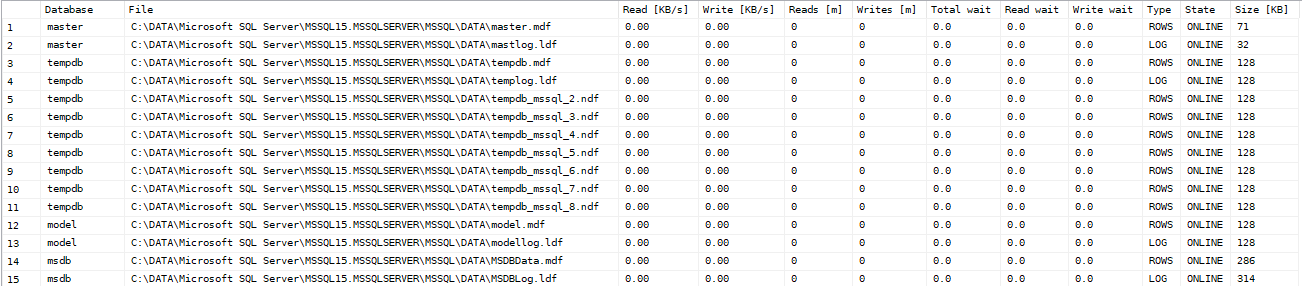 Database File Read [KB/s] Write [KB/s] Reads [m] Writes [m] Total wait Read wait Write wait Type State Size [KB]
1 master C:\DATA\Microsoft SQL Server\MSSQL15.MSSQLSERVER\MSSQL\DATA\master.mdf 0.00 0.00 0 0 0.0 0.0 0.0 ROWS ONLINE 71
2 master C:\DATA\Microsoft SQL Server\MSSQL15.MSSQLSERVER\MSSQL\DATA\mastlog.ldf 0.00 0.00 0 0 0.0 0.0 0.0 LOG ONLINE 32
3 tempdb C:\DATA\Microsoft SQL Server\MSSQL15.MSSQLSERVER\MSSQL\DATA\tempdb.mdf 0.00 0.00 0 0 0.0 0.0 0.0 ROWS ONLINE 128
4 tempdb C:\DATA\Microsoft SQL Server\MSSQL15.MSSQLSERVER\MSSQL\DATA\templog.ldf 0.00 0.00 0 0 0.0 0.0 0.0 LOG ONLINE 128
5 tempdb C:\DATA\Microsoft SQL Server\MSSQL15.MSSQLSERVER\MSSQL\DATA\tempdb_mssql_2.ndf 0.00 0.00 0 0 0.0 0.0 0.0 ROWS ONLINE 128
6 tempdb C:\DATA\Microsoft SQL Server\MSSQL15.MSSQLSERVER\MSSQL\DATA\tempdb_mssql_3.ndf 0.00 0.00 0 0 0.0 0.0 0.0 ROWS ONLINE 128
7 tempdb C:\DATA\Microsoft SQL Server\MSSQL15.MSSQLSERVER\MSSQL\DATA\tempdb_mssql_4.ndf 0.00 0.00 0 0 0.0 0.0 0.0 ROWS ONLINE 128
8 tempdb C:\DATA\Microsoft SQL Server\MSSQL15.MSSQLSERVER\MSSQL\DATA\tempdb_mssql_5.ndf 0.00 0.00 0 0 0.0 0.0 0.0 ROWS ONLINE 128
9 tempdb C:\DATA\Microsoft SQL Server\MSSQL15.MSSQLSERVER\MSSQL\DATA\tempdb_mssql_6.ndf 0.00 0.00 0 0 0.0 0.0 0.0 ROWS ONLINE 128
10 tempdb C:\DATA\Microsoft SQL Server\MSSQL15.MSSQLSERVER\MSSQL\DATA\tempdb_mssql_7.ndf 0.00 0.00 0 0 0.0 0.0 0.0 ROWS ONLINE 128
11 tempdb C:\DATA\Microsoft SQL Server\MSSQL15.MSSQLSERVER\MSSQL\DATA\tempdb_mssql_8.ndf 0.00 0.00 0 0 0.0 0.0 0.0 ROWS ONLINE 128
12 model C:\DATA\Microsoft SQL Server\MSSQL15.MSSQLSERVER\MSSQL\DATA\model.mdf 0.00 0.00 0 0 0.0 0.0 0.0 ROWS ONLINE 128
13 model C:\DATA\Microsoft SQL Server\MSSQL15.MSSQLSERVER\MSSQL\DATA\modellog.ldf 0.00 0.00 0 0 0.0 0.0 0.0 LOG ONLINE 128
14 msdb C:\DATA\Microsoft SQL Server\MSSQL15.MSSQLSERVER\MSSQL\DATA\MSDBData.mdf 0.00 0.00 0 0 0.0 0.0 0.0 ROWS ONLINE 286
15 msdb C:\DATA\Microsoft SQL Server\MSSQL15.MSSQLSERVER\MSSQL\DATA\MSDBLog.ldf 0.00 0.00 0 0 0.0 0.0 0.0 LOG ONLINE 314